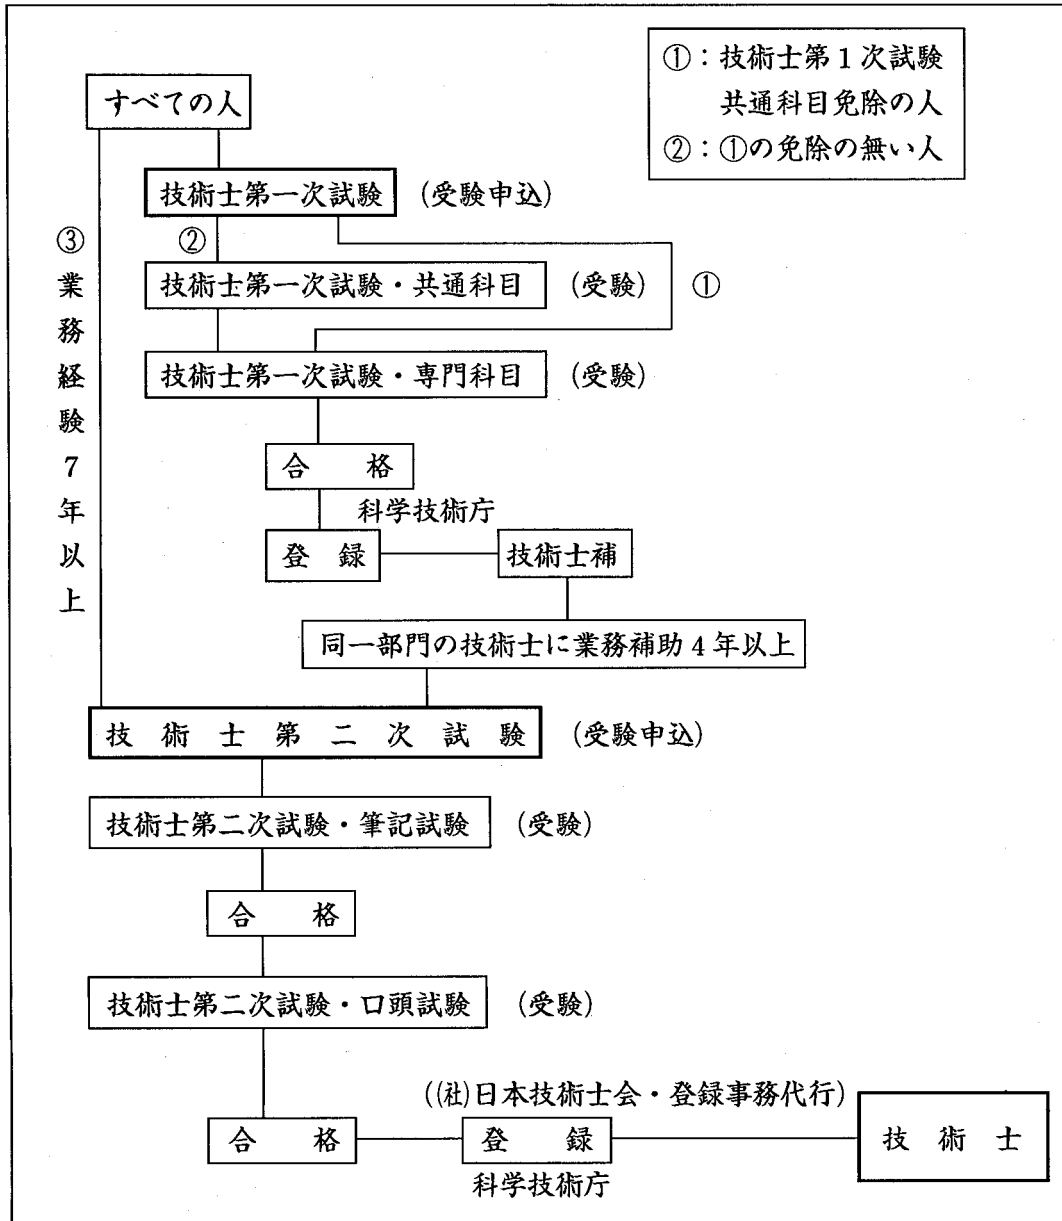 ①：技術士第1次試験
共通科目免除の人
②：①の免除の無い人
すべての人
技術士第一次試験 (受験申込)
③業務経験7年以上
②
技術士第一次試験・共通科目 (受験) ①
技術士第一次試験・専門科目 (受験)
合格
科学技術庁
登録 技術士補
同一部門の技術士に業務補助4年以上
技術士第二次試験 (受験申込)
技術士第二次試験・筆記試験 (受験)
合格
技術士第二次試験・口頭試験 (受験)
((社)日本技術士会・登録事務代行)
合格 登録 技術士
科学技術庁